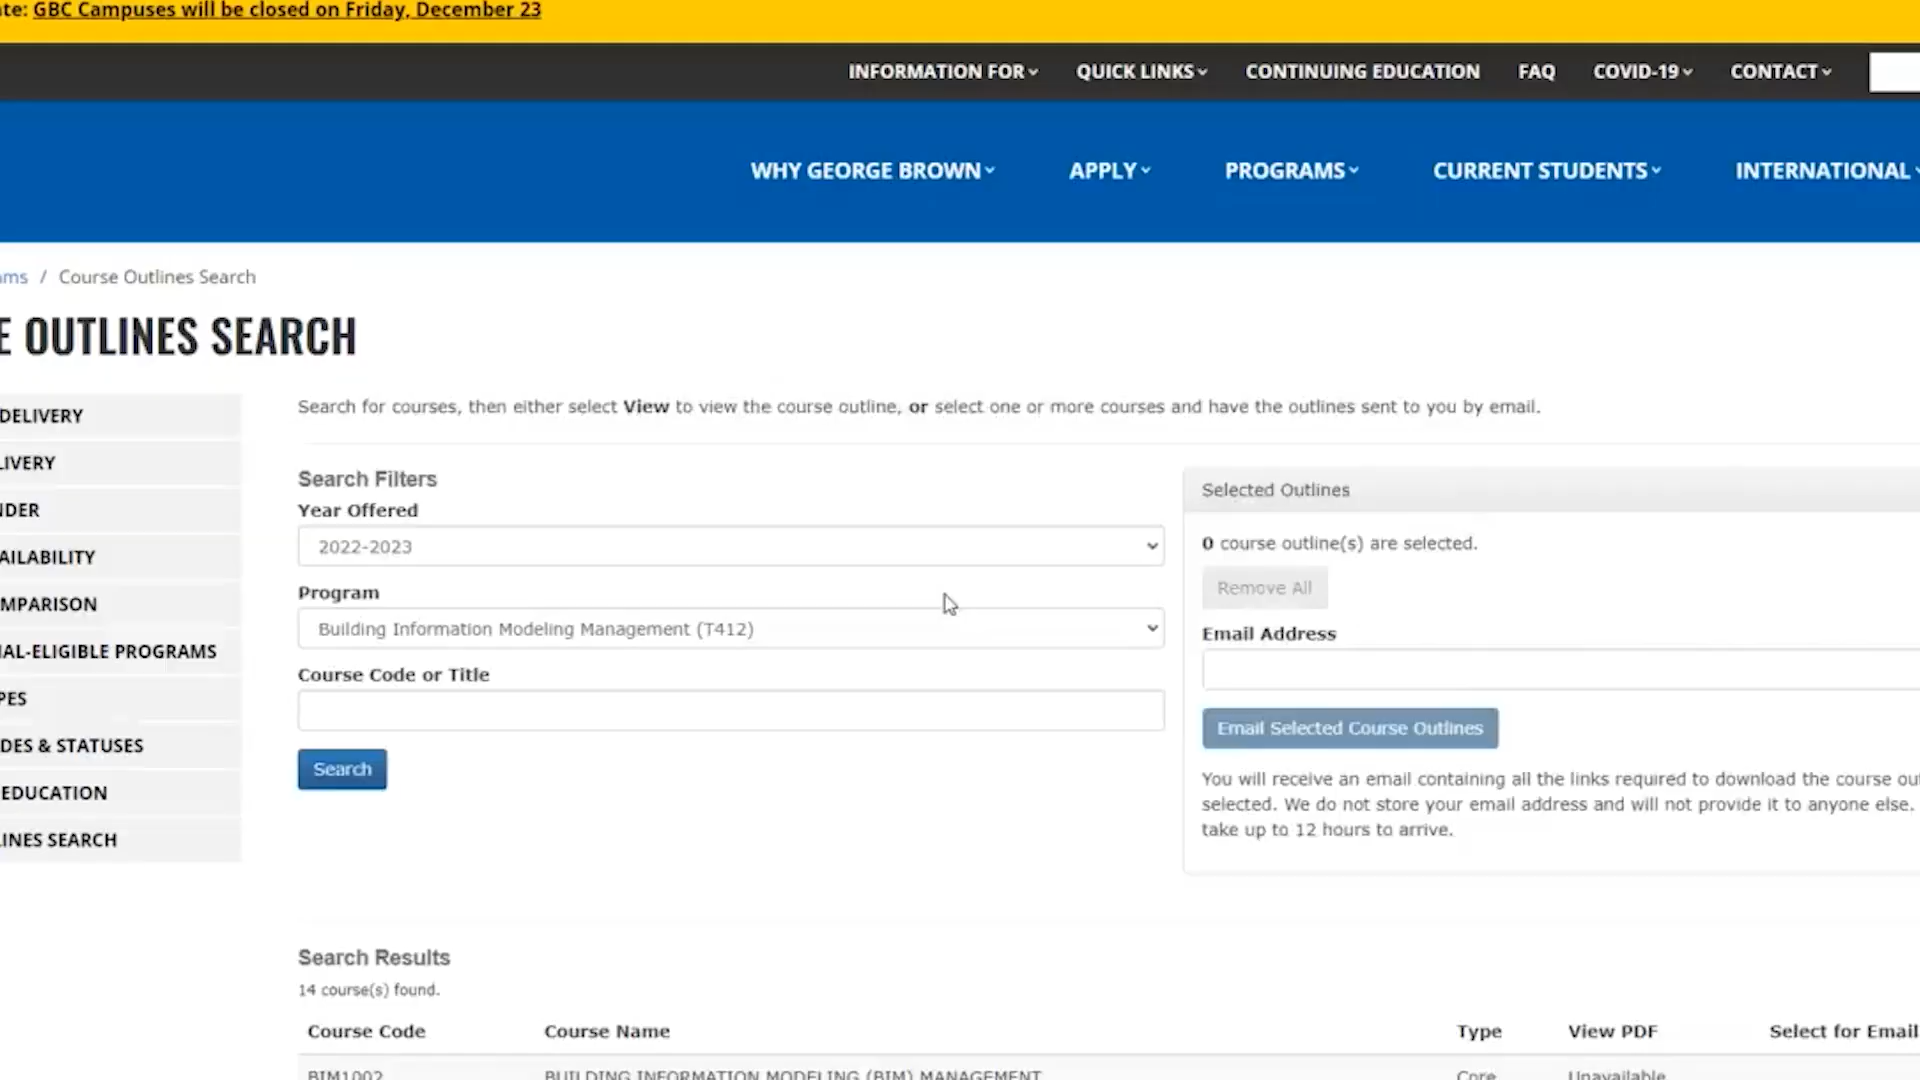 te: GBC Campuses will be closed on Friday, December 23
INFORMATION FOR QUICK LINKS CONTINUING EDUCATION FAQ COVID-19 CONTACT
WHY GEORGE BROWN APPLY PROGRAMS CURRENT STUDENTS INTERNATIONAL
ms / Course Outlines Search
E OUTLINES SEARCH
DELIVERY
LIVERY
NDER
AILABILITY
MPARISON
IAL-ELIGIBLE PROGRAMS
PES
DES & STATUSES
EDUCATION
LINES SEARCH
Search for courses, then either select View to view the course outline, or select one or more courses and have the outlines sent to you by email.
Search Filters
Year Offered
2022-2023
Program
Building Information Modeling Management (T412)
Course Code or Title
Search
Selected Outlines
0 course outline(s) are selected.
Remove All
Email Address
Email Selected Course Outlines
You will receive an email containing all the links required to download the course ou
selected. We do not store your email address and will not provide it to anyone else.
take up to 12 hours to arrive.
Search Results
14 course(s) found.
Course Code Course Name Type View PDF Select for Email
BIM1002 BUILDING INFORMATION MODELING (BIM) MANAGEMENT Core Unavailable